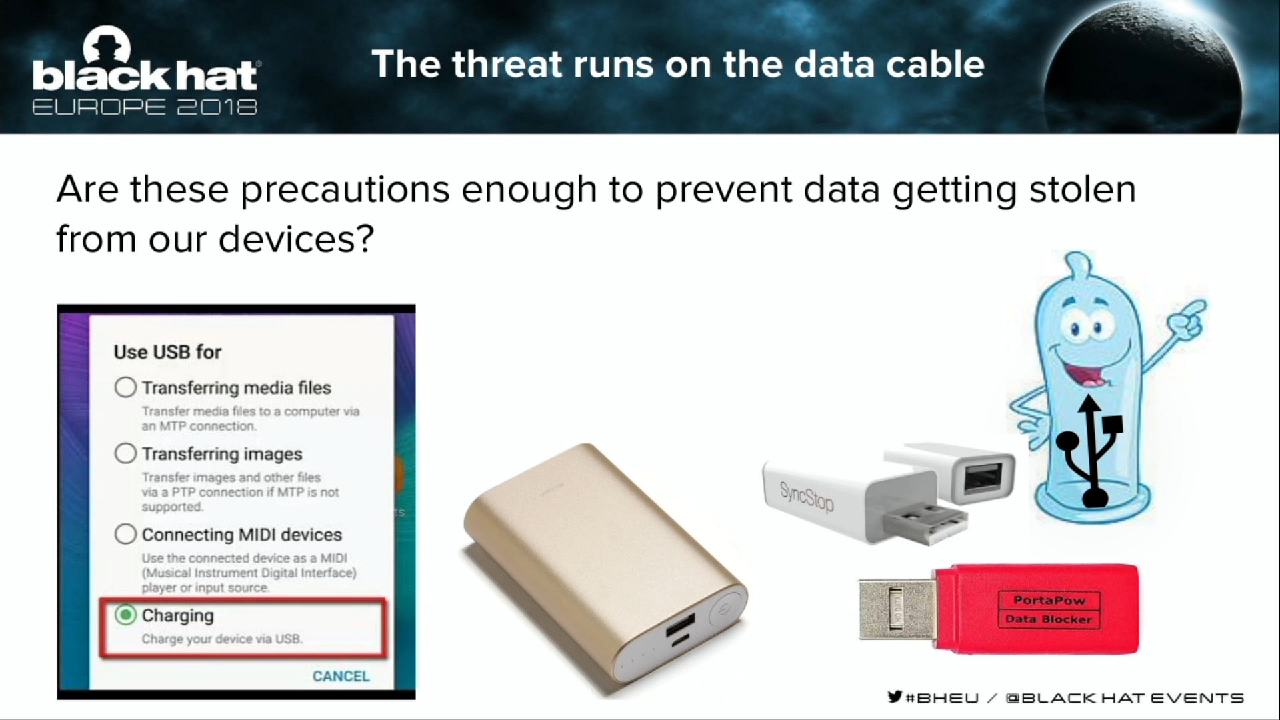 black hat
EUROPE 2018
The threat runs on the data cable
Are these precautions enough to prevent data getting stolen
from our devices?
Use USB for
Transferring media files
Transfer media files to a computer via
an MTP connection.
Transferring images
Transfer images and other files
via a PTP connection if MTP is not
supported.
Connecting MIDI devices
Use the connected device as a MIDI
(Musical Instrument Digital Interface)
player or input source.
Charging
Charge your device via USB.
CANCEL
SyncStop
PortaPow
Data Blocker
#BHEU / @BLACK HAT EVENTS